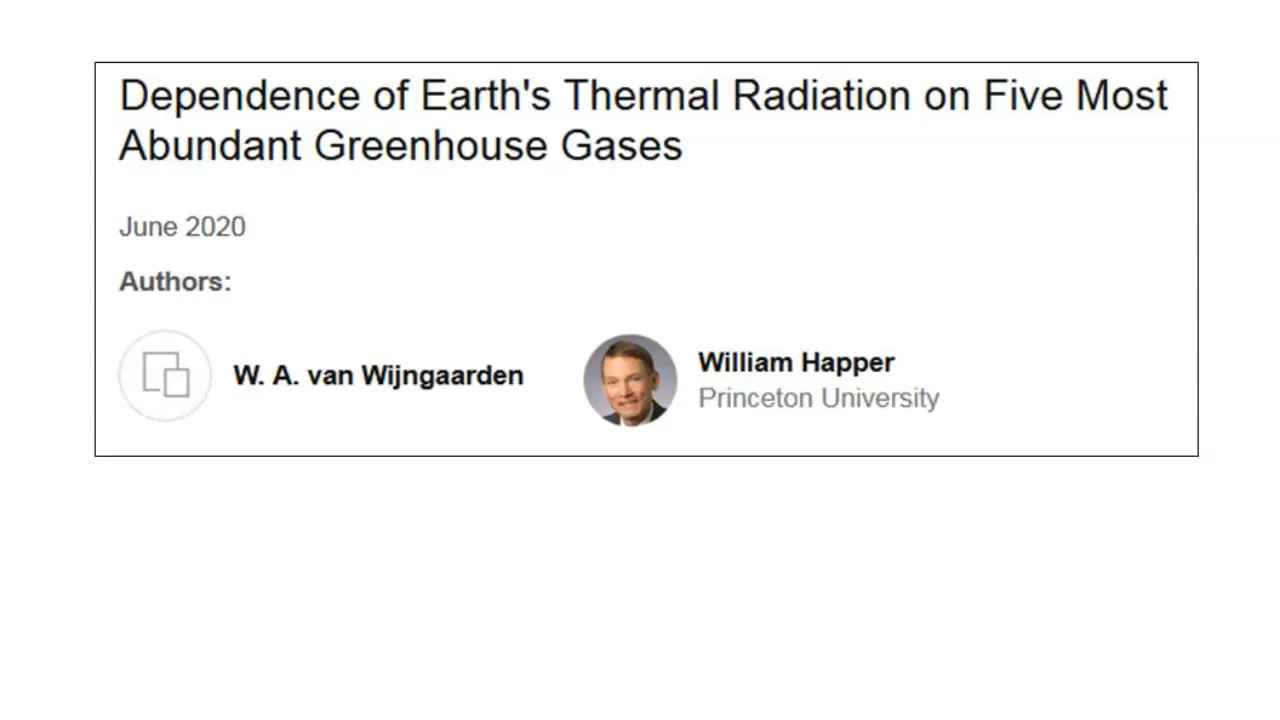 Dependence of Earth's Thermal Radiation on Five Most
Abundant Greenhouse Gases
June 2020
Authors:
W. A. van Wijngaarden
William Happer
Princeton University